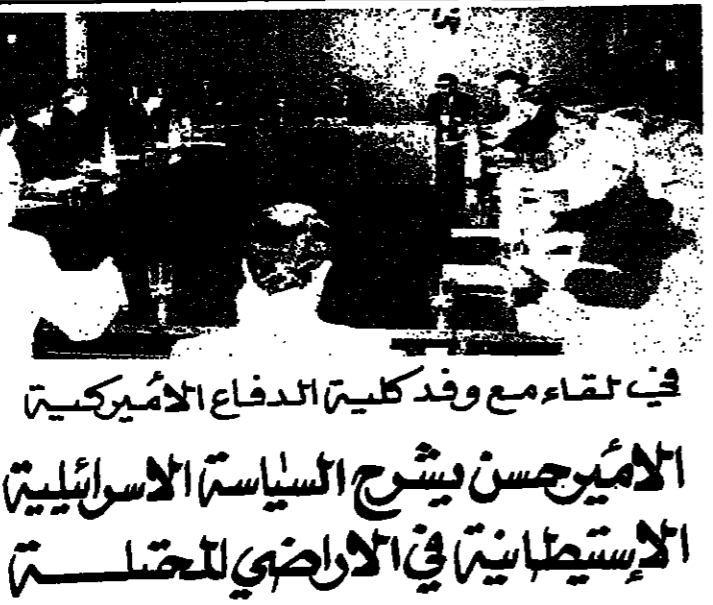 في لقاء مع وفد كلية الدفاع الأميركية
الأمير حسن يشرح السياسة الاسرائيلية
الإستيطانية في الاراضي المحتلة